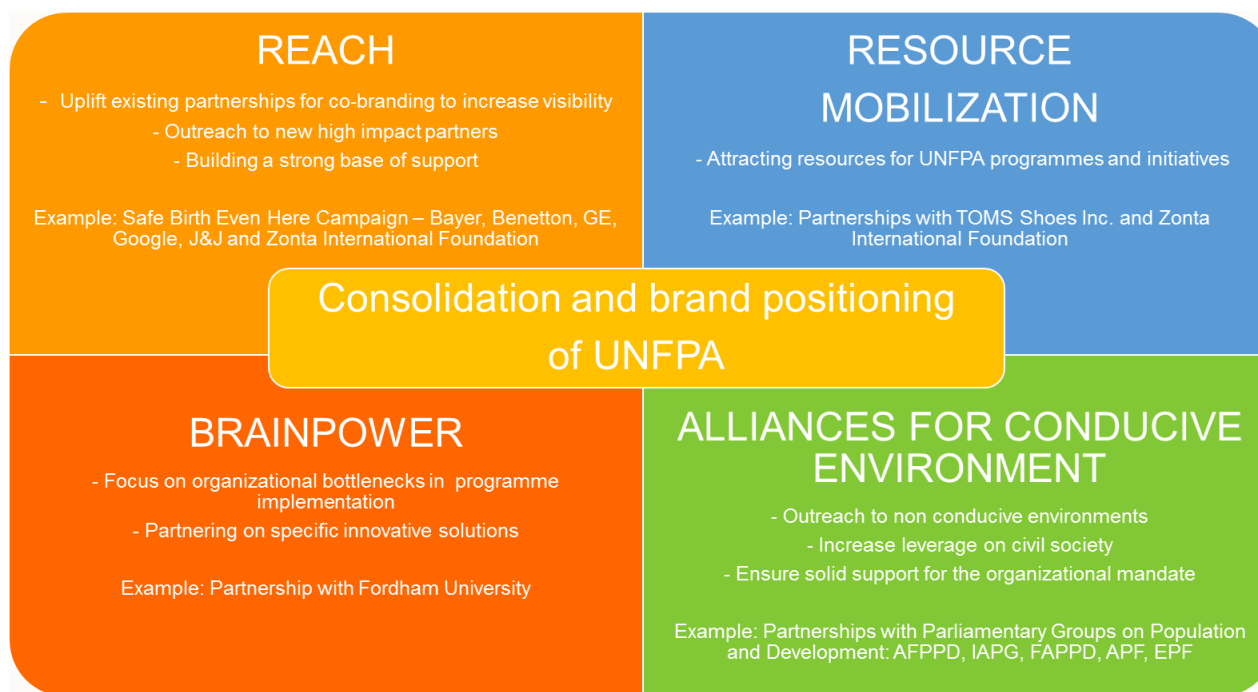 REACH
- Uplift existing partnerships for co-branding to increase visibility
- Outreach to new high impact partners
- Building a strong base of support
Example: Safe Birth Even Here Campaign – Bayer, Benetton, GE,
Google, J&J and Zonta International Foundation
RESOURCE
MOBILIZATION
- Attracting resources for UNFPA programmes and initiatives
Example: Partnerships with TOMS Shoes Inc. and Zonta
International Foundation
Consolidation and brand positioning
of UNFPA
BRAINPOWER
- Focus on organizational bottlenecks in programme
implementation
- Partnering on specific innovative solutions
Example: Partnership with Fordham University
ALLIANCES FOR CONDUCIVE
ENVIRONMENT
- Outreach to non conducive environments
- Increase leverage on civil society
- Ensure solid support for the organizational mandate
Example: Partnerships with Parliamentary Groups on Population
and Development: AFPPD, IAPG, FAPPD, APF, EPF